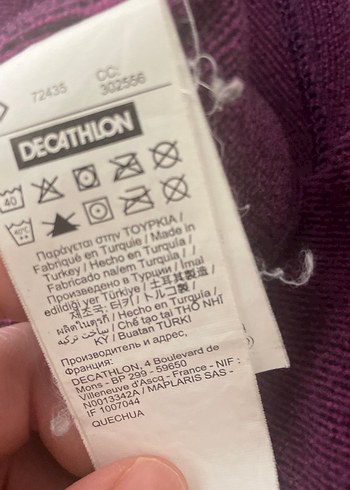 72435
CC:
302556
DECATHLON
40
40°C
Παράγεται στην ΤΟΥΡΚΙΑ /
Fabriqué en Turquie / Made in
Turkey / Hecho en Turquía /
Fabricado na/em Turquia /
Произведено в Турции / Imal
edildiği yer Türkiye / 土耳其製造 /
제조국: 터키 / トルコ製 /
ผลิตในตุรกี / ساخت ترکیه
/ Hecho en Turquía / Chế tạo tại THỔ NHĨ
KỲ / Buatan TURKI
Производитель и адрес,
Франция:
DECATHLON, 4 Boulevard de
Mons - BP 299 - 59650
Villeneuve d'Ascq - France - NIF :
N0013342A / MAPLARIS SAS -
IF 1007044
QUECHUA